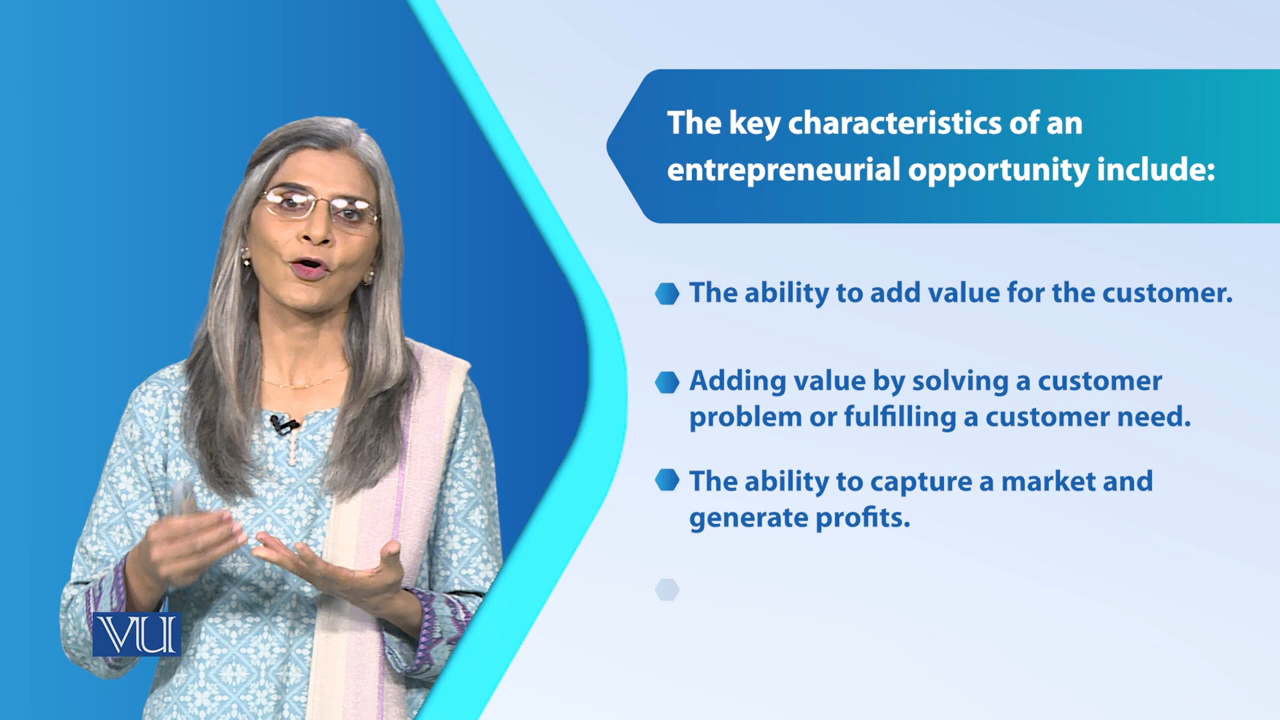 The key characteristics of an
entrepreneurial opportunity include:
The ability to add value for the customer.
Adding value by solving a customer
problem or fulfilling a customer need.
The ability to capture a market and
generate profits.
VU